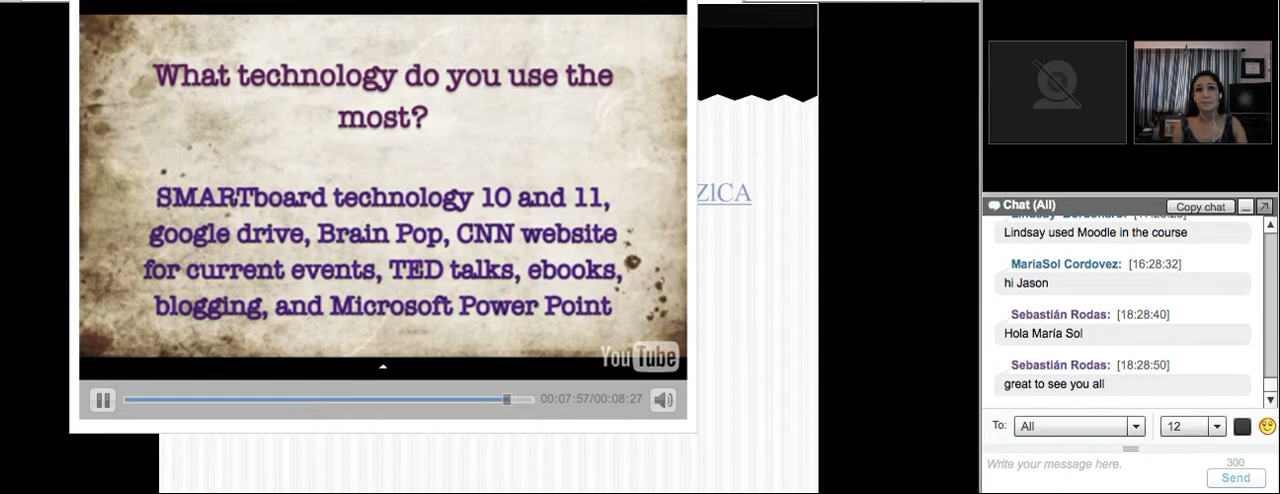 What technology do you use the
most?
SMARTboard technology 10 and 11,
google drive, Brain Pop, CNN website
for current events, TED talks, ebooks,
blogging, and Microsoft Power Point
YouTube
00:07:57/00:08:27
ZlCA
Chat (All)
Copy chat
Lindsay used Moodle in the course
MariaSol Cordovez: [16:28:32]
hi Jason
Sebastián Rodas: [18:28:40]
Hola María Sol
Sebastián Rodas: [18:28:50]
great to see you all
To: All 12
Write your message here.
300
Send